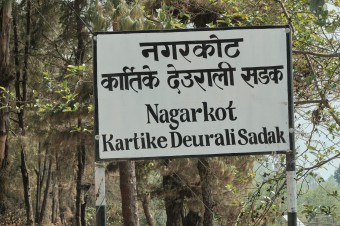 नगरकोट
कार्तिके देउराली सडक
Nagarkot
Kartike Deurali Sadak